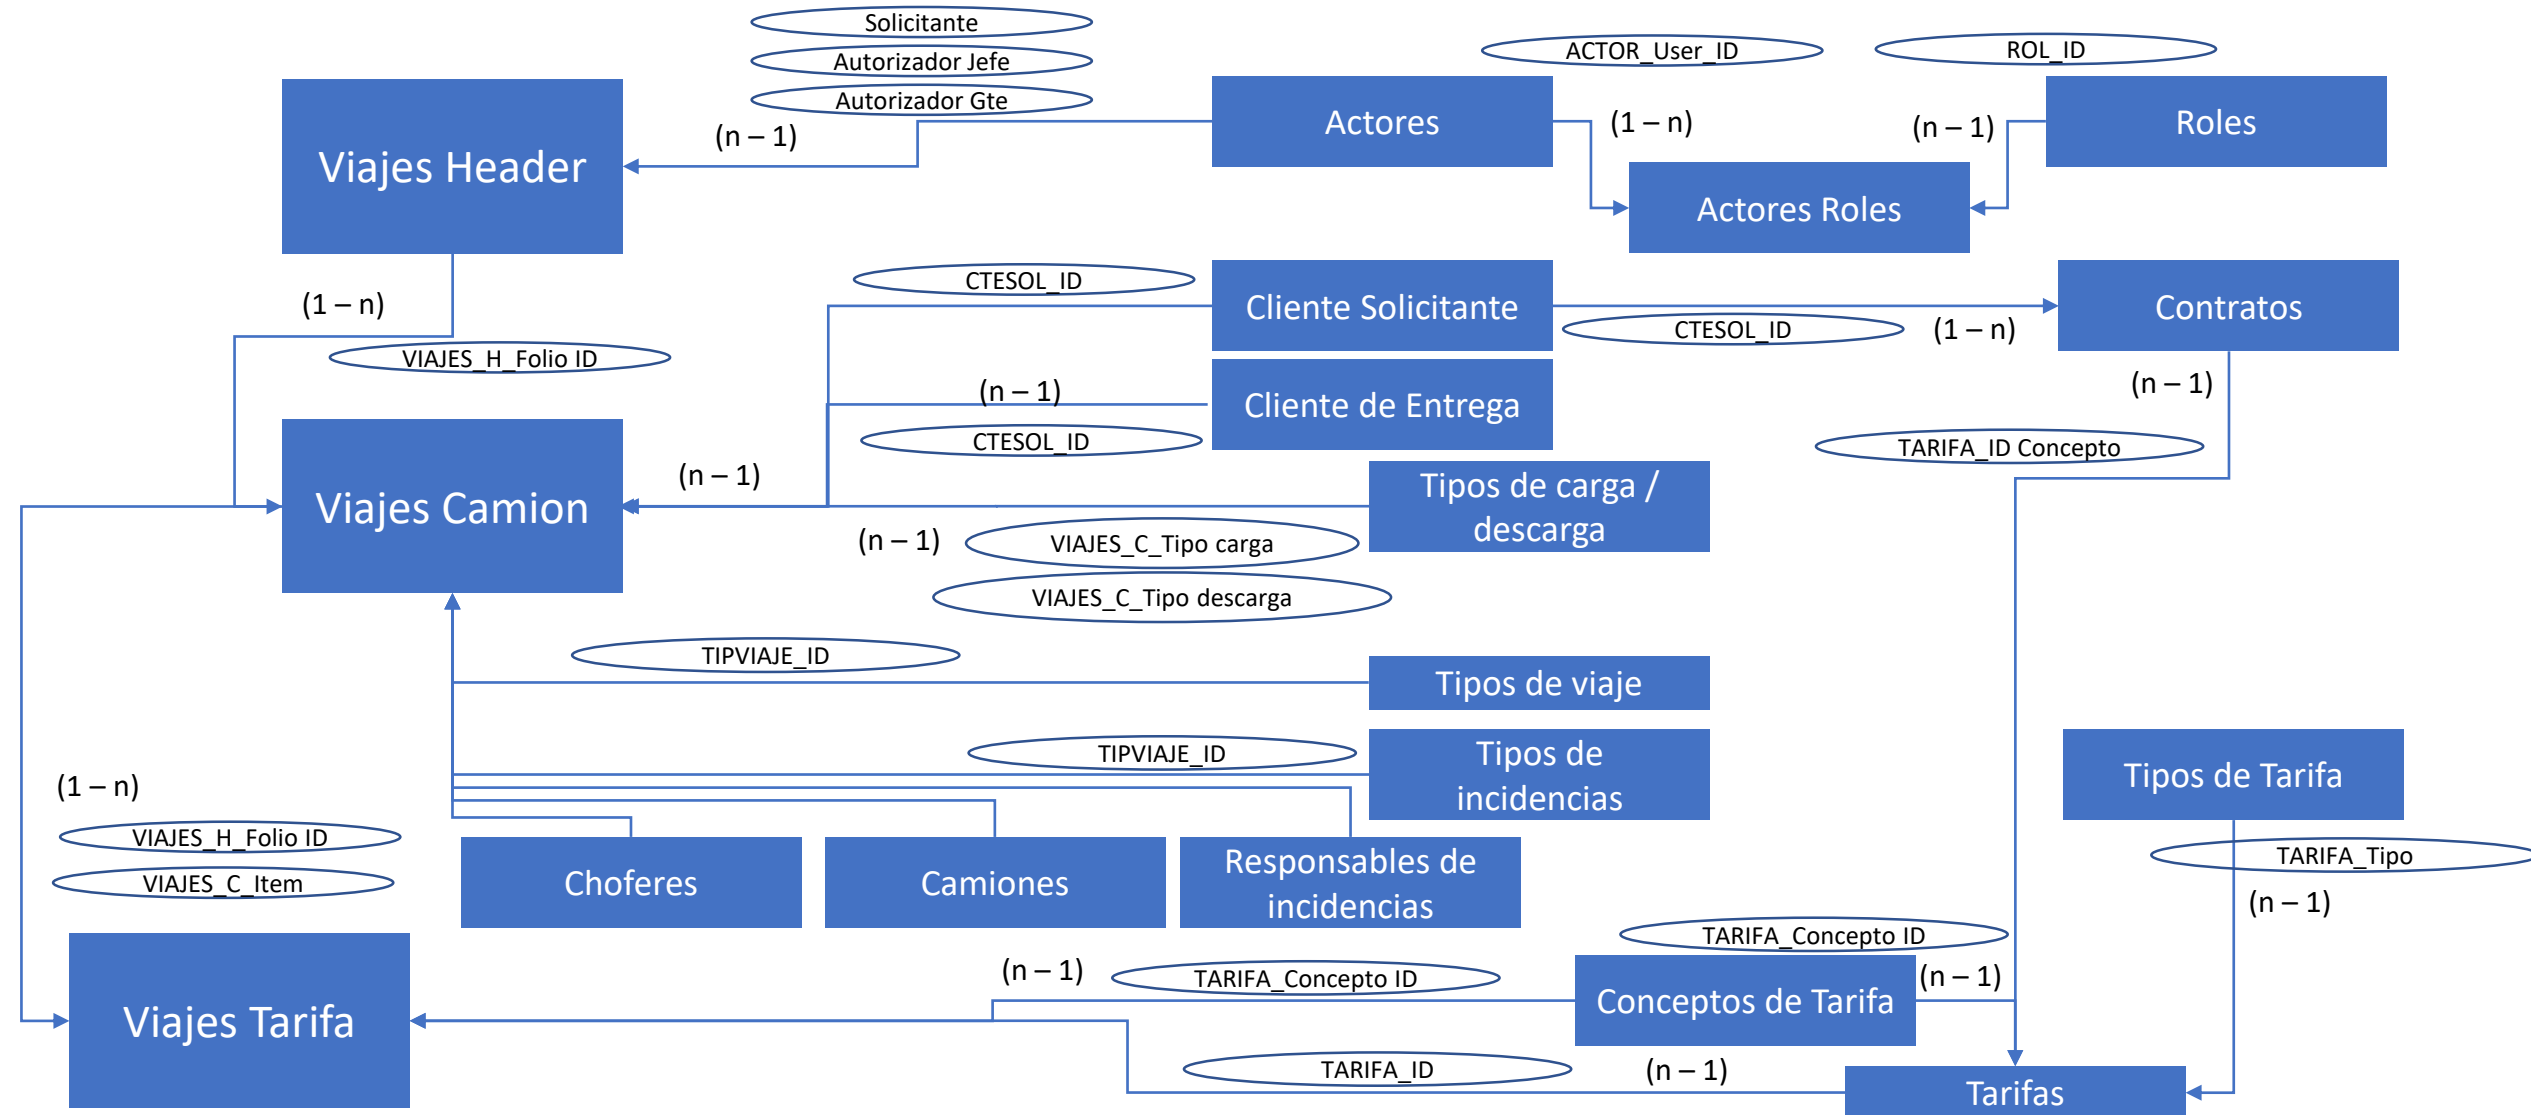 Solicitante
Autorizador Jefe
Autorizador Gte
ACTOR_User_ID
ROL_ID
Viajes Header
(n – 1)
Actores
(1 – n)
(n – 1)
Roles
Actores Roles
(1 – n)
VIAJES_H_Folio ID
CTESOL_ID
Cliente Solicitante
CTESOL_ID
(1 – n)
Contratos
(n – 1)
Cliente de Entrega
(n – 1)
CTESOL_ID
TARIFA_ID Concepto
Viajes Camion
(n – 1)
Tipos de carga /
descarga
(n – 1)
VIAJES_C_Tipo carga
VIAJES_C_Tipo descarga
TIPVIAJE_ID
Tipos de viaje
TIPVIAJE_ID
Tipos de
incidencias
Tipos de Tarifa
(1 – n)
VIAJES_H_Folio ID
VIAJES_C_Item
Choferes
Camiones
Responsables de
incidencias
TARIFA_Tipo
(n – 1)
TARIFA_Concepto ID
Viajes Tarifa
(n – 1)
TARIFA_Concepto ID
Conceptos de Tarifa
(n – 1)
TARIFA_ID
(n – 1)
Tarifas